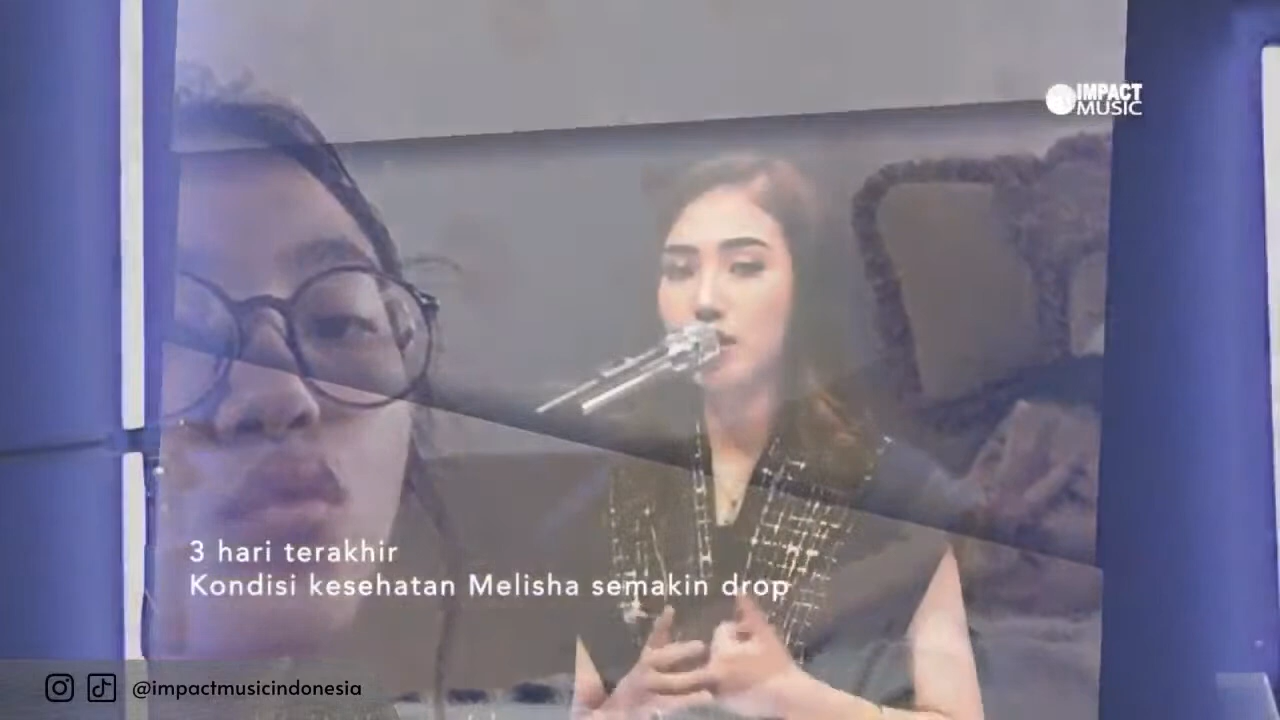 IMPACT
MUSIC
3 hari terakhir
Kondisi kesehatan Melisha semakin drop
@impactmusicindonesia